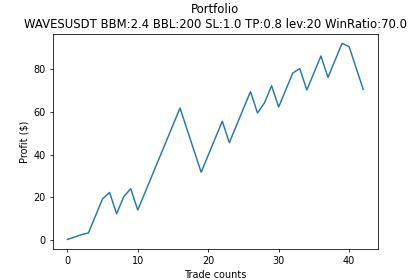 Portfolio
WAVESUSDT BBM:2.4 BBL:200 SL:1.0 TP:0.8 lev:20 WinRatio:70.0
Profit ($)
80
60
40
20
0
0 10 20 30 40
Trade counts